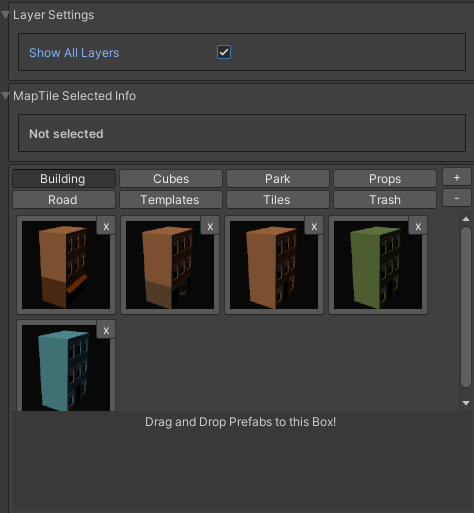 Layer Settings
Show All Layers
MapTile Selected Info
Not selected
Building Cubes Park Props +
Road Templates Tiles Trash -
x x x x
x
Drag and Drop Prefabs to this Box!